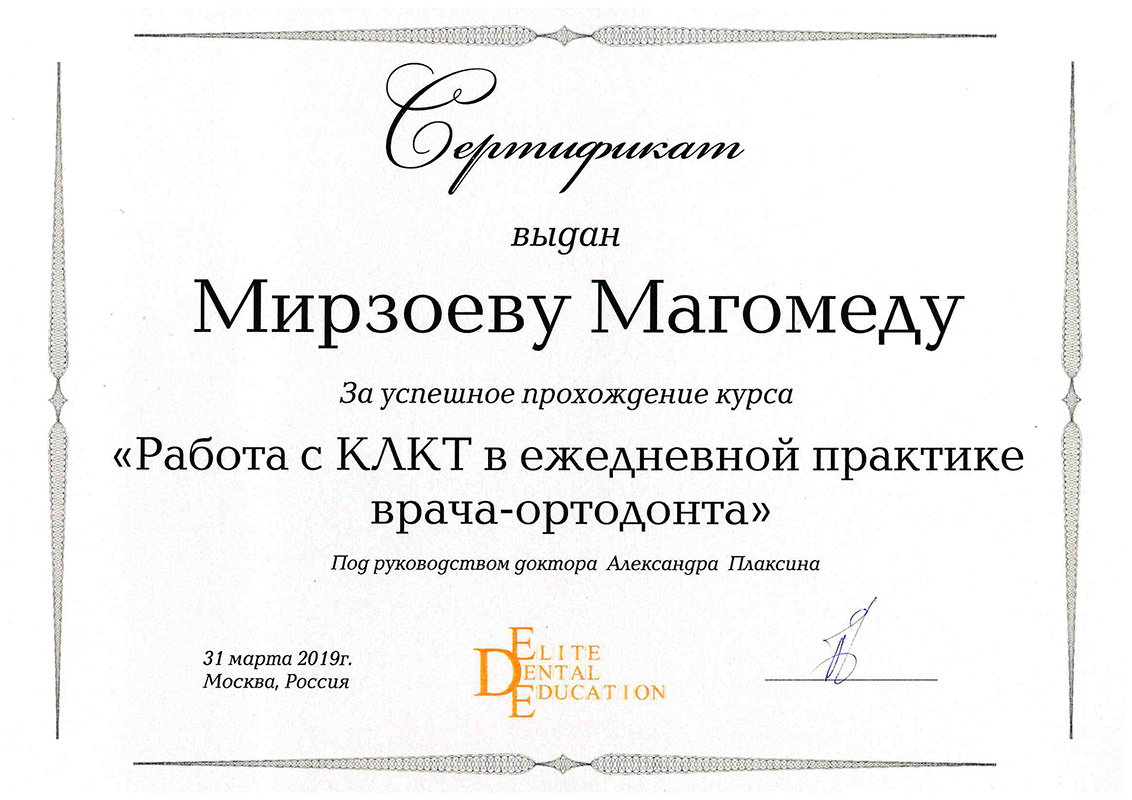 Сертификат
выдан
Мирзоеву Магомеду
За успешное прохождение курса
«Работа с КЛКТ в ежедневной практике
врача-ортодонта»
Под руководством доктора Александра Плаксина
31 марта 2019г.
Москва, Россия
ELITE
DENTAL
EDUCATION